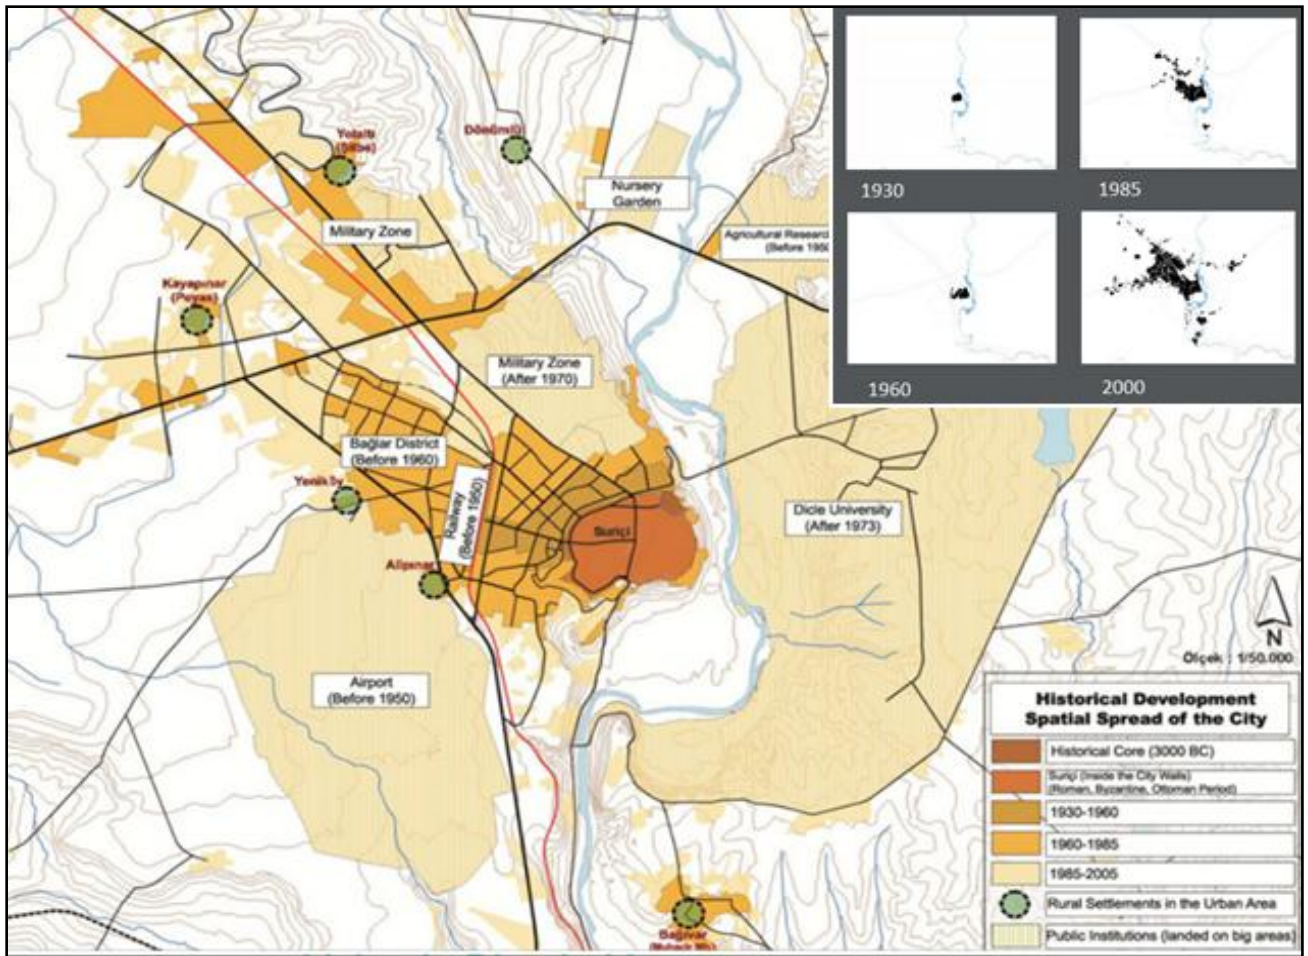 1930
1985
1960
2000
Yolaltı
Dönümlü
Nursery
Garden
Military Zone
Agricultural Research
(Before
Kayapınar
(Peyas)
Military Zone
(After 1970)
Bağlar District
(Before 1960)
Yeniköy
Railway
(Before 1950)
Suriçi
Dicle University
(After 1973)
Alipınar
Airport
(Before 1950)
N
Ölçek : 1/50.000
Historical Development
Spatial Spread of the City
Historical Core (3000 BC)
Suriçi (Inside the City Walls)
(Roman, Byzantine, Ottoman Period)
1930-1960
1960-1985
1985-2005
Rural Settlements in the Urban Area
Public Institutions (landed on big areas)
Bağıvar